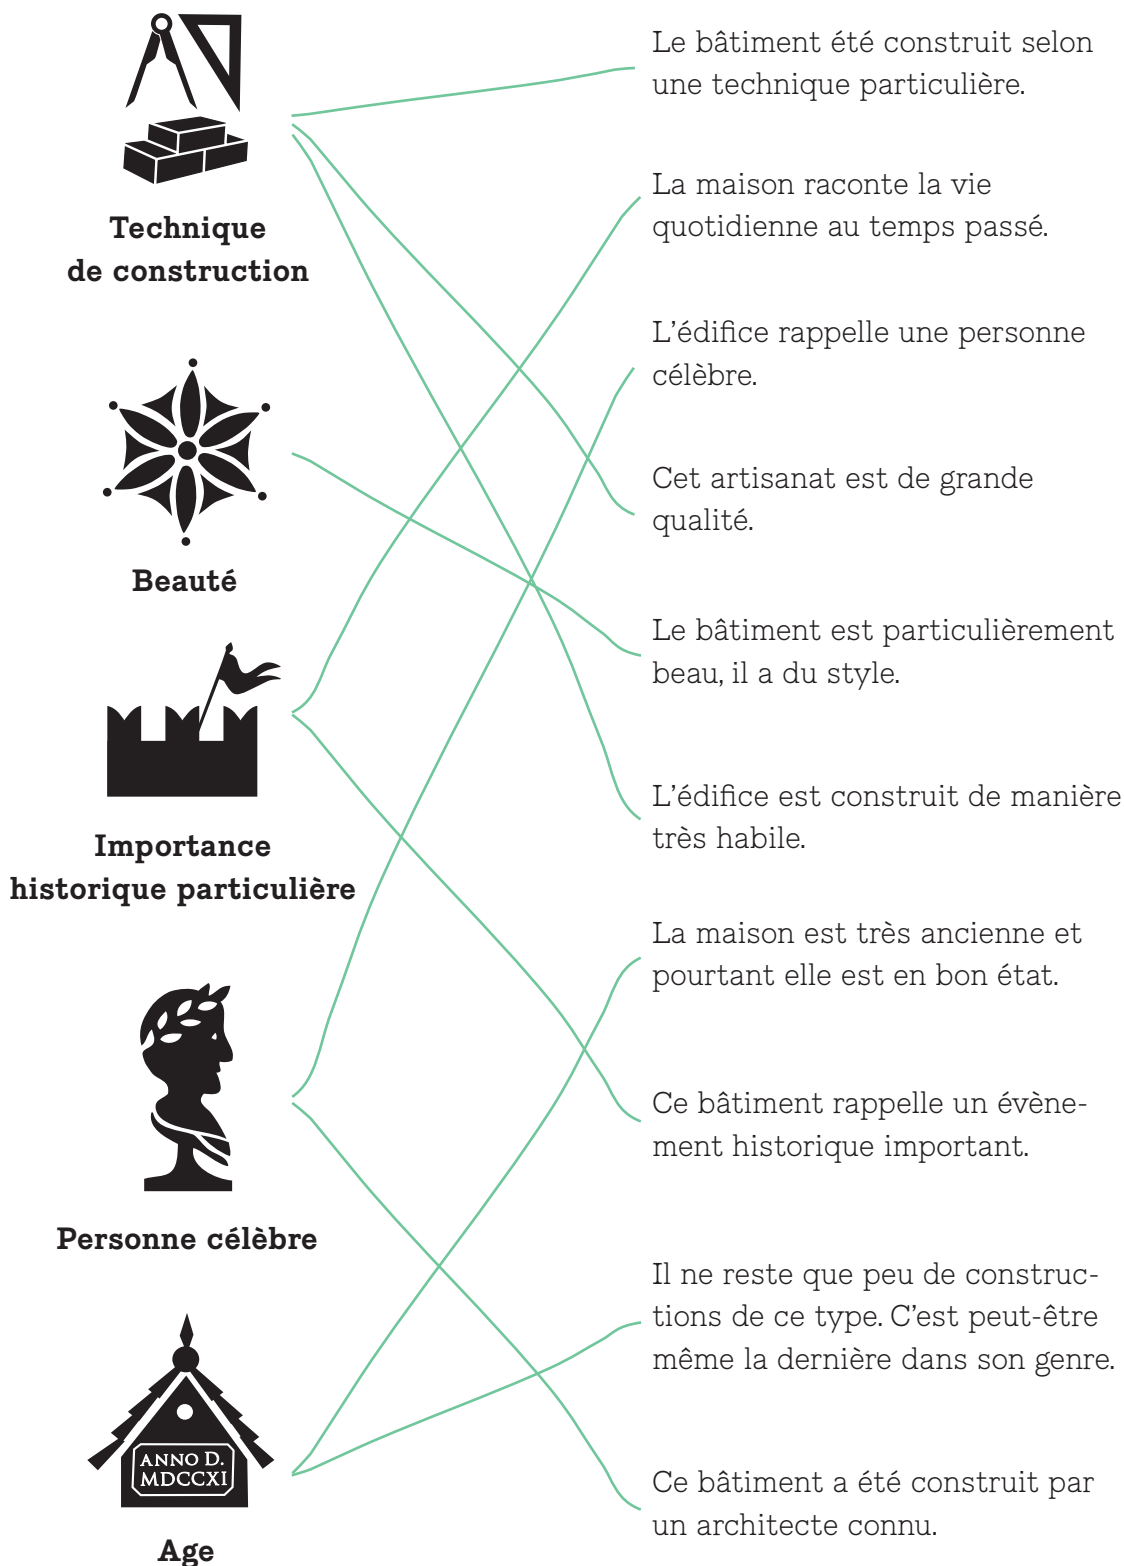 Technique
de construction
Beauté
Importance
historique particulière
Personne célèbre
ANNO D.
MDCCXI
Age
Le bâtiment été construit selon
une technique particulière.
La maison raconte la vie
quotidienne au temps passé.
L’édifice rappelle une personne
célèbre.
Cet artisanat est de grande
qualité.
Le bâtiment est particulièrement
beau, il a du style.
L’édifice est construit de manière
très habile.
La maison est très ancienne et
pourtant elle est en bon état.
Ce bâtiment rappelle un évène-
ment historique important.
Il ne reste que peu de construc-
tions de ce type. C’est peut-être
même la dernière dans son genre.
Ce bâtiment a été construit par
un architecte connu.